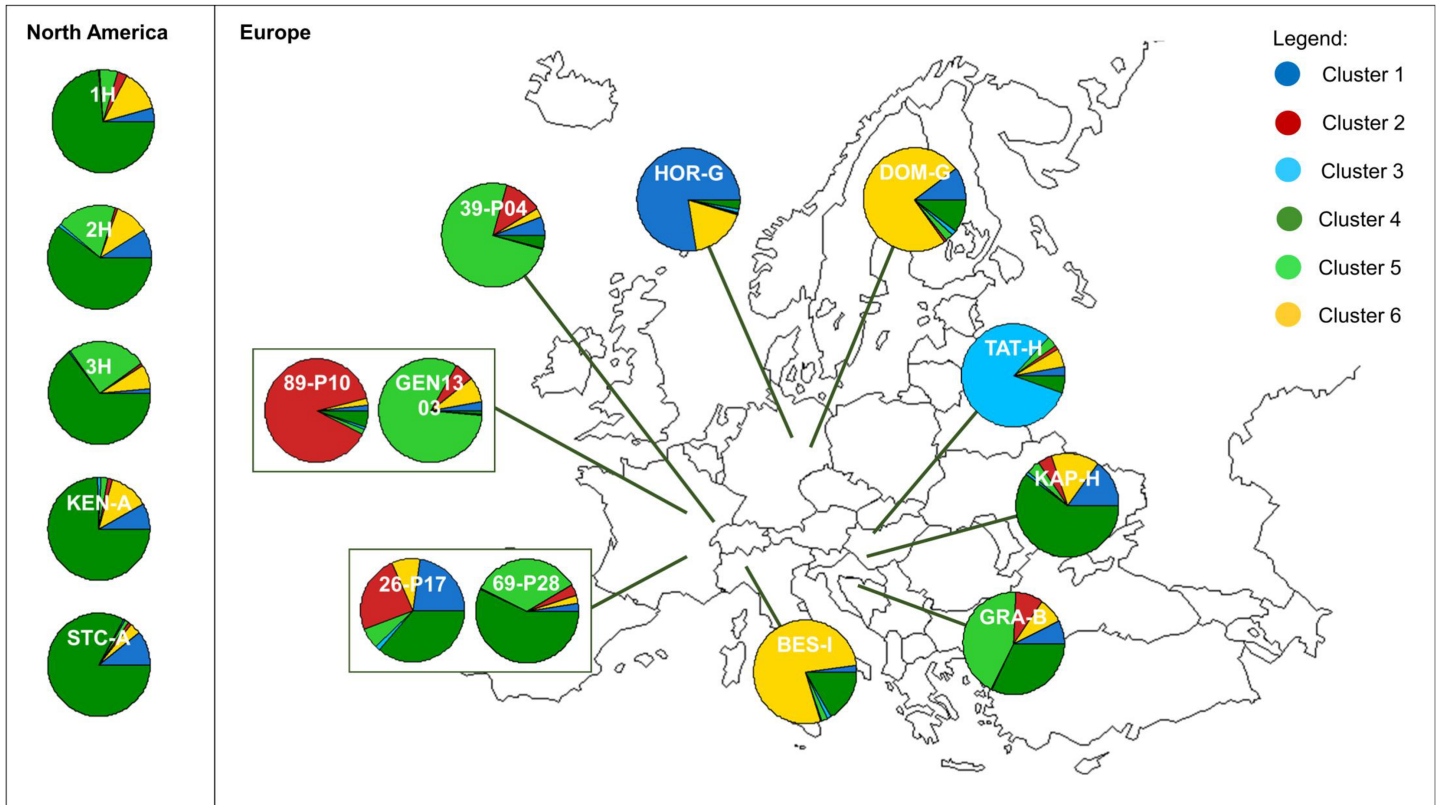 North America
Europe
Legend:
Cluster 1
Cluster 2
Cluster 3
Cluster 4
Cluster 5
Cluster 6
1H
2H
3H
KEN-A
STC-A
HOR-G
DOM-G
39-P04
TAT-H
89-P10
GEN13
03
KAP-H
26-P17
69-P28
GRA-B
BES-I